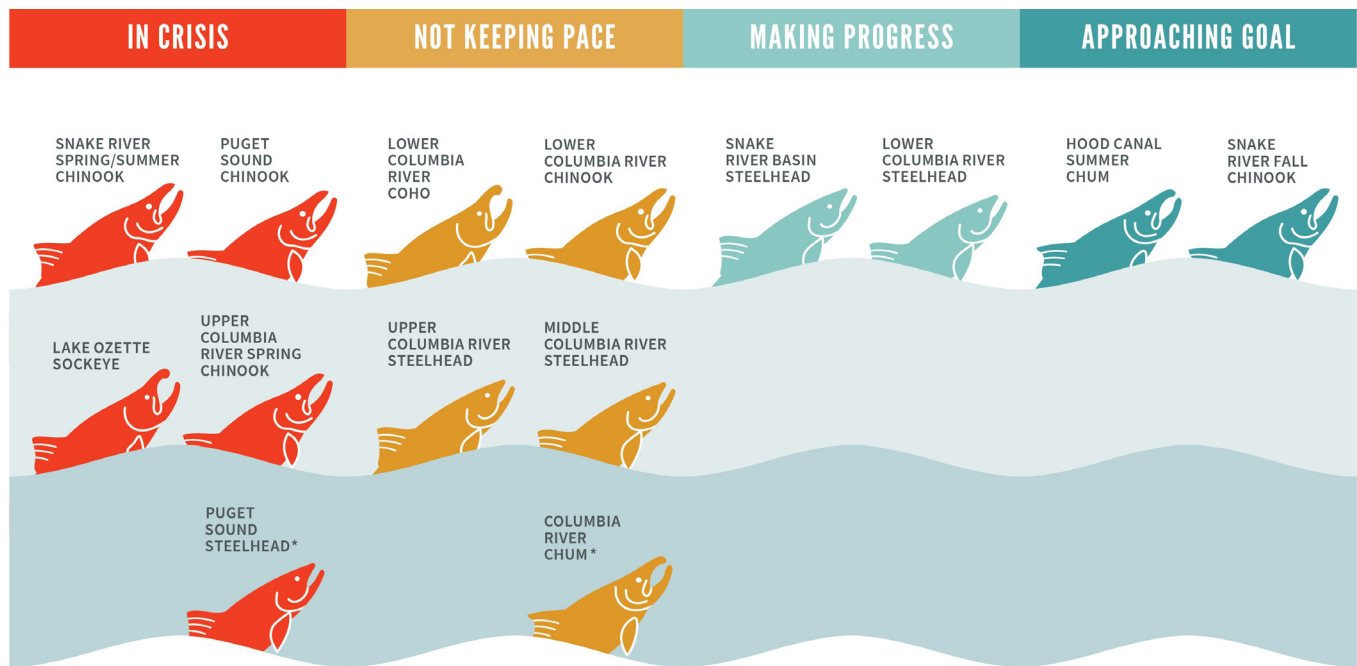 IN CRISIS
NOT KEEPING PACE
MAKING PROGRESS
APPROACHING GOAL
SNAKE RIVER
SPRING/SUMMER
CHINOOK
PUGET
SOUND
CHINOOK
LOWER
COLUMBIA
RIVER
COHO
LOWER
COLUMBIA RIVER
CHINOOK
SNAKE
RIVER BASIN
STEELHEAD
LOWER
COLUMBIA RIVER
STEELHEAD
HOOD CANAL
SUMMER
CHUM
SNAKE
RIVER FALL
CHINOOK
LAKE OZETTE
SOCKEYE
UPPER
COLUMBIA
RIVER SPRING
CHINOOK
UPPER
COLUMBIA RIVER
STEELHEAD
MIDDLE
COLUMBIA RIVER
STEELHEAD
PUGET
SOUND
STEELHEAD*
COLUMBIA
RIVER
CHUM *